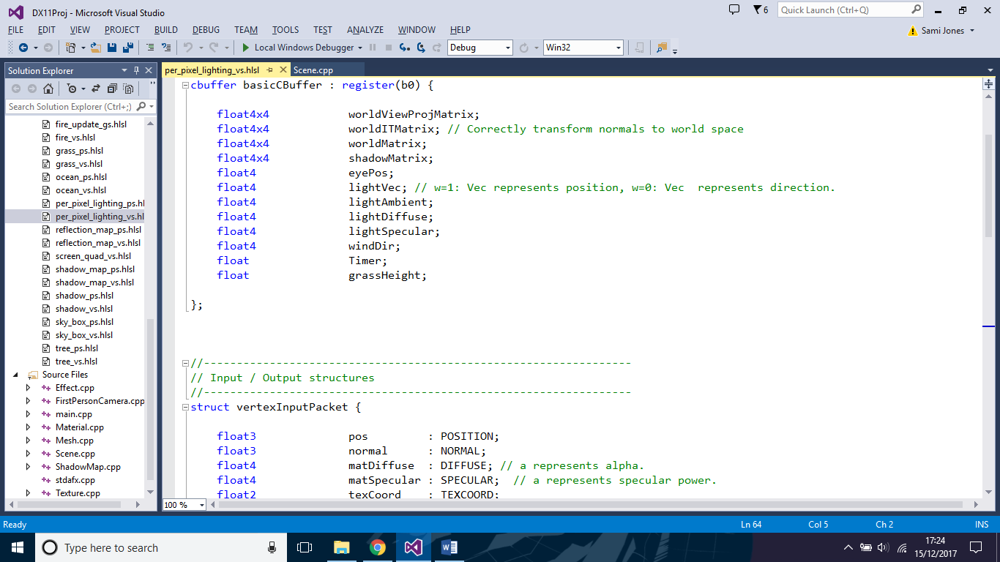 DX11Proj - Microsoft Visual Studio
6
Quick Launch (Ctrl+Q)
FILE EDIT VIEW PROJECT BUILD DEBUG TEAM TOOLS TEST ANALYZE WINDOW HELP
Sami Jones
Local Windows Debugger
Debug
Win32
Solution Explorer
Search Solution Explorer (Ctrl+;)
fire_update_gs.hlsl
fire_vs.hlsl
grass_ps.hlsl
grass_vs.hlsl
ocean_ps.hlsl
ocean_vs.hlsl
per_pixel_lighting_ps.hl
per_pixel_lighting_vs.hl
reflection_map_ps.hlsl
reflection_map_vs.hlsl
screen_quad_vs.hlsl
shadow_map_ps.hlsl
shadow_map_vs.hlsl
shadow_ps.hlsl
shadow_vs.hlsl
sky_box_ps.hlsl
sky_box_vs.hlsl
tree_ps.hlsl
tree_vs.hlsl
Source Files
Effect.cpp
FirstPersonCamera.cpp
main.cpp
Material.cpp
Mesh.cpp
Scene.cpp
ShadowMap.cpp
stdafx.cpp
Texture.cpp
per_pixel_lighting_vs.hlsl
Scene.cpp
cbuffer basicCBuffer : register(b0) {
float4x4 worldViewProjMatrix;
float4x4 worldITMatrix; // Correctly transform normals to world space
float4x4 worldMatrix;
float4x4 shadowMatrix;
float4 eyePos;
float4 lightVec; // w=1: Vec represents position, w=0: Vec  represents direction.
float4 lightAmbient;
float4 lightDiffuse;
float4 lightSpecular;
float4 windDir;
float Timer;
float grassHeight;
};
//-----------------------------------------------------------------
// Input / Output structures
//-----------------------------------------------------------------
struct vertexInputPacket {
float3 pos : POSITION;
float3 normal : NORMAL;
float4 matDiffuse : DIFFUSE; // a represents alpha.
float4 matSpecular : SPECULAR;  // a represents specular power.
float2 texCoord : TEXCOORD;
100 %
Ready
Ln 64
Col 5
Ch 2
INS
Type here to search
17:24
15/12/2017